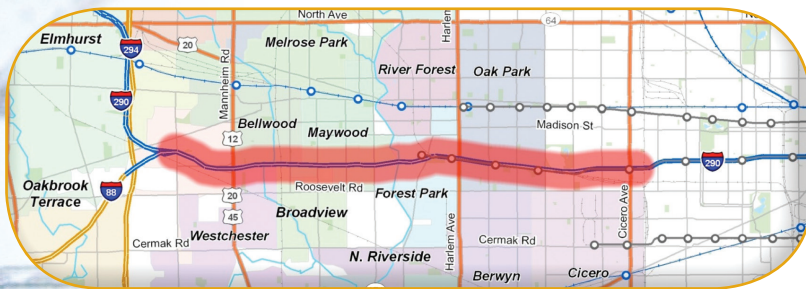 North Ave
64
Elmhurst
294
20
Mannheim Rd
Melrose Park
River Forest
Oak Park
290
Madison St
12
Bellwood
Maywood
290
Oakbrook
Terrace
88
Roosevelt Rd
Forest Park
20
45
Broadview
Westchester
Cermak Rd
N. Riverside
Harlem Ave
Cermak Rd
Cicero Ave
Berwyn
Cicero